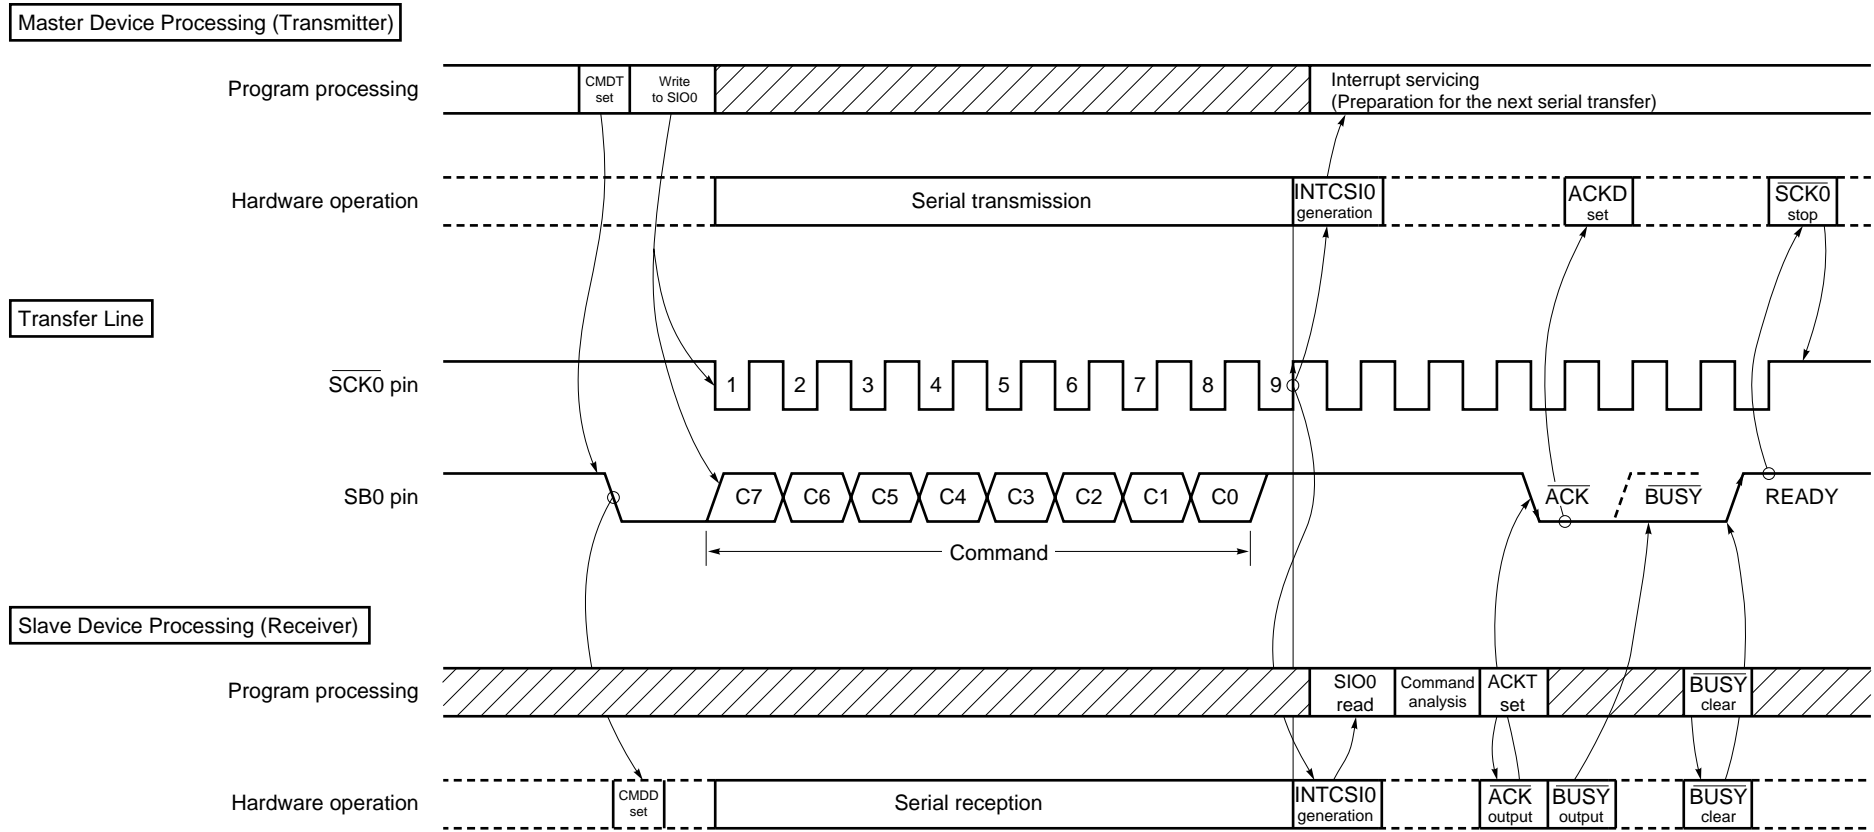 Master Device Processing (Transmitter)
Program processing
CMDT
set
Write
to SIO0
Interrupt servicing
(Preparation for the next serial transfer)
Hardware operation
Serial transmission
INTCSI0
generation
ACKD
set
SCK0
stop
Transfer Line
SCK0 pin
1 2 3 4 5 6 7 8 9
SB0 pin
C7 C6 C5 C4 C3 C2 C1 C0
ACK
BUSY
READY
Command
Slave Device Processing (Receiver)
Program processing
SIO0
read
Command
analysis
ACKT
set
BUSY
clear
Hardware operation
CMDD
set
Serial reception
INTCSI0
generation
ACK
output
BUSY
output
BUSY
clear